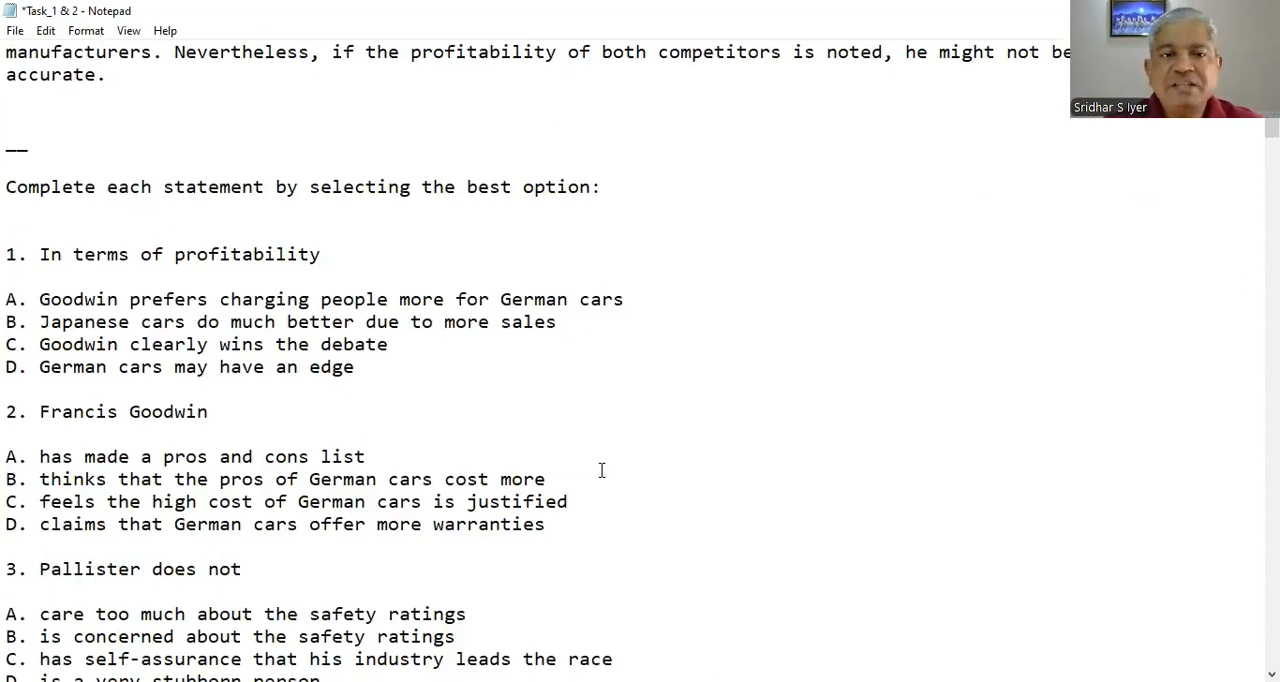 *Task_1 & 2 - Notepad
File Edit Format View Help
manufacturers. Nevertheless, if the profitability of both competitors is noted, he might not be
accurate.
Sridhar S Iyer
__
Complete each statement by selecting the best option:
1. In terms of profitability
A. Goodwin prefers charging people more for German cars
B. Japanese cars do much better due to more sales
C. Goodwin clearly wins the debate
D. German cars may have an edge
2. Francis Goodwin
A. has made a pros and cons list
B. thinks that the pros of German cars cost more
C. feels the high cost of German cars is justified
D. claims that German cars offer more warranties
3. Pallister does not
A. care too much about the safety ratings
B. is concerned about the safety ratings
C. has self-assurance that his industry leads the race
D. is a very stubborn person